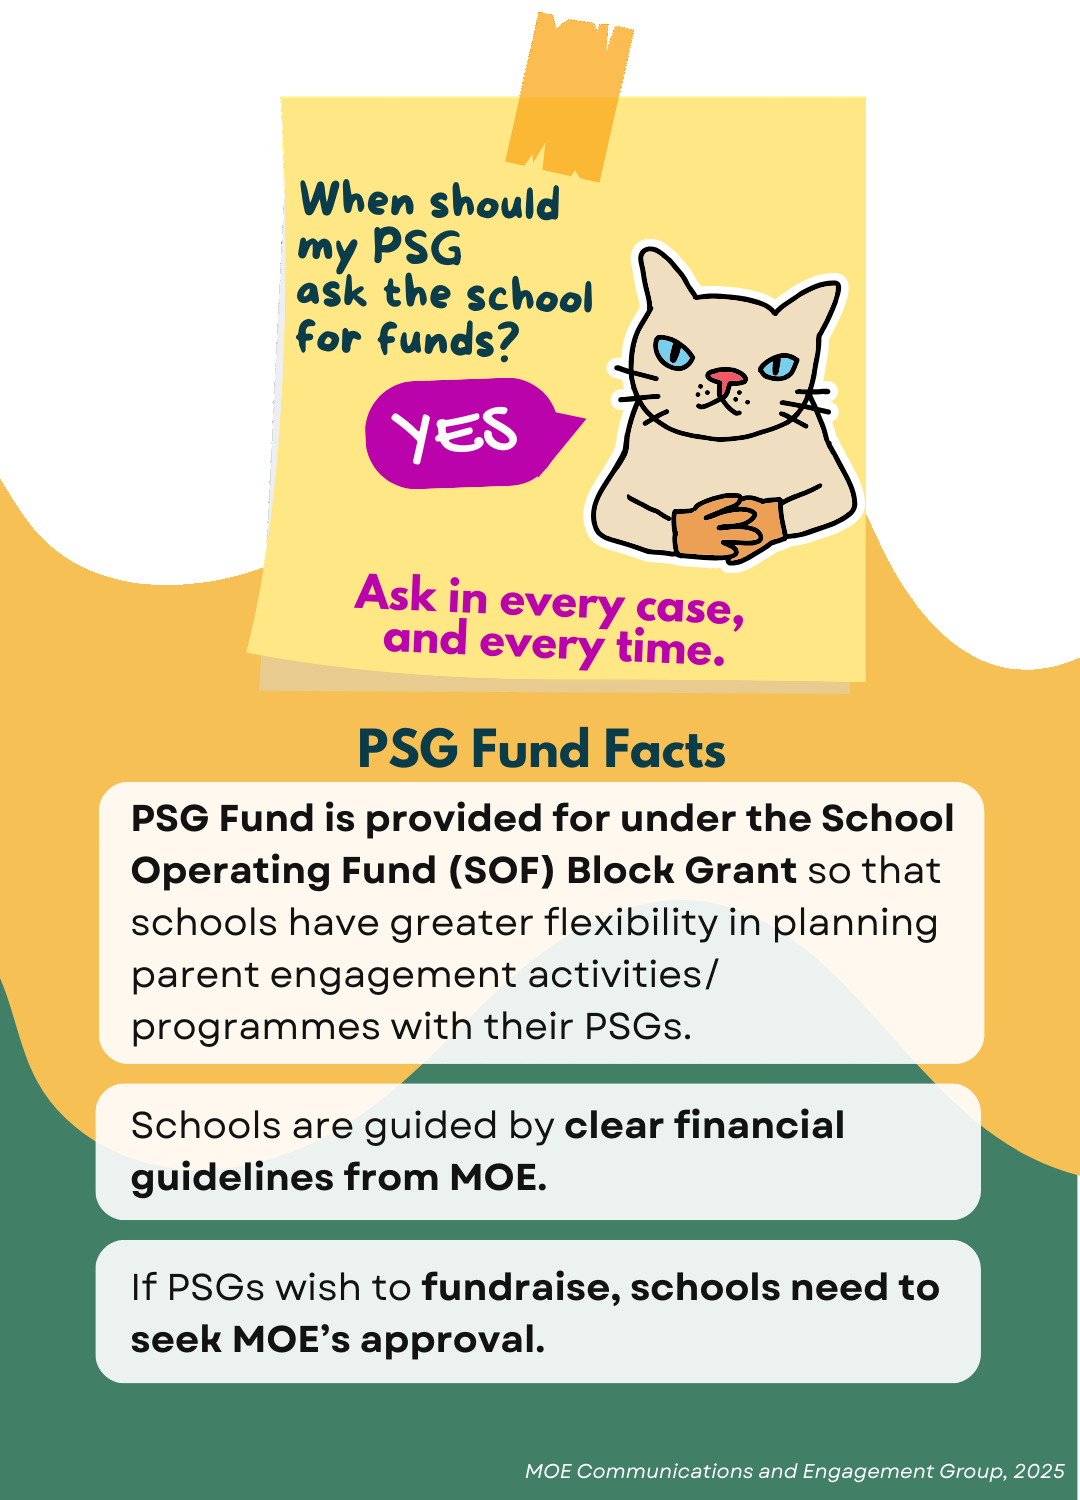 When should
my PSG
ask the school
for funds?
YES
Ask in every case,
and every time.
PSG Fund Facts
PSG Fund is provided for under the School
Operating Fund (SOF) Block Grant so that
schools have greater flexibility in planning
parent engagement activities/
programmes with their PSGs.
Schools are guided by clear financial
guidelines from MOE.
If PSGs wish to fundraise, schools need to
seek MOE’s approval.
MOE Communications and Engagement Group, 2025